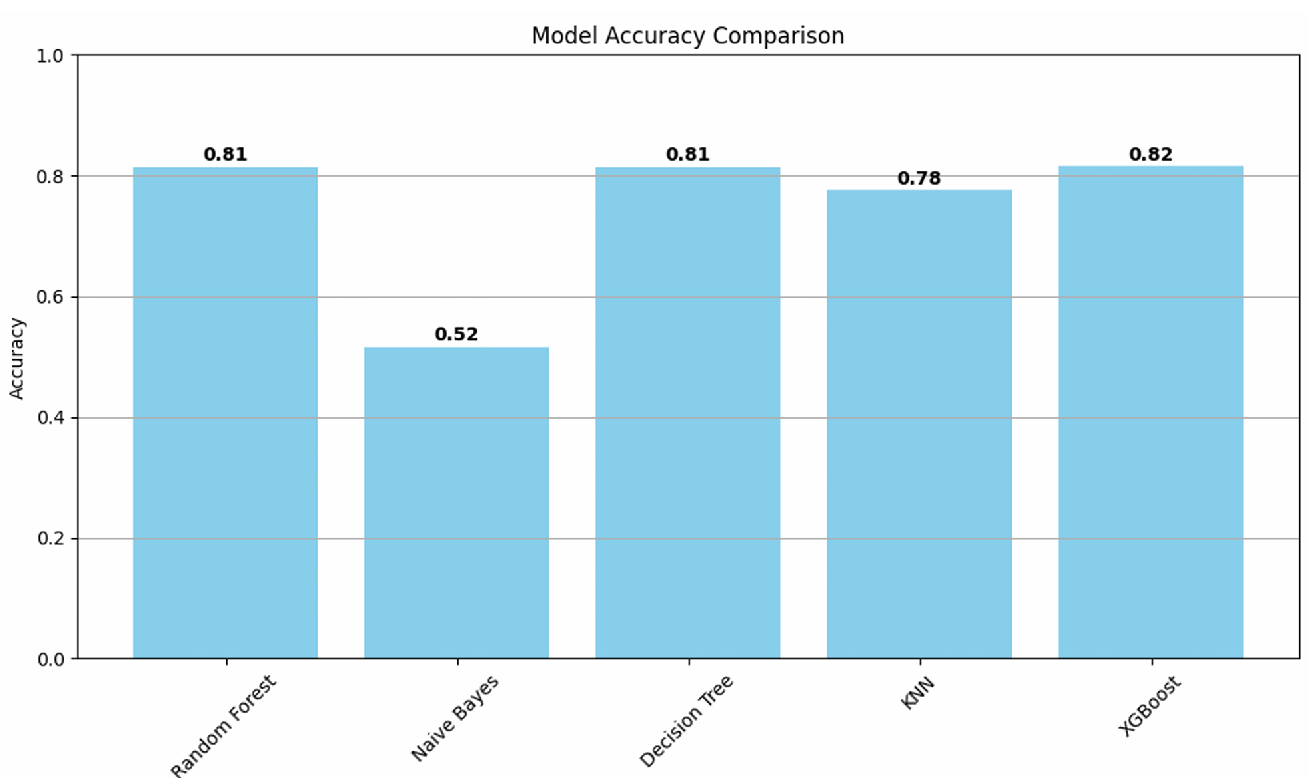 Model Accuracy Comparison
1.0
0.8
0.6
0.4
0.2
0.0
Accuracy
0.81
0.52
0.81
0.78
0.82
Random Forest
Naive Bayes
Decision Tree
KNN
XGBoost